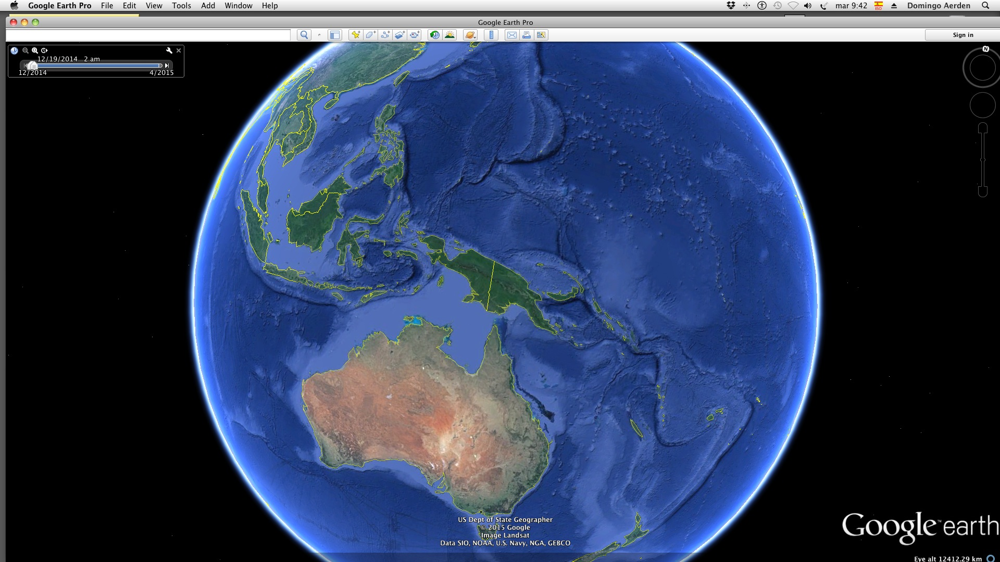 Google Earth Pro File Edit View Tools Add Window Help mar 9:42 ISO Domingo Aerden
Google Earth Pro
Sign in
N
12/19/2014 2 am
12/2014 4/2015
US Dept of State Geographer
© 2015 Google
Image Landsat
Data SIO, NOAA, U.S. Navy, NGA, GEBCO
Google™ earth
Eye alt 12412.29 km